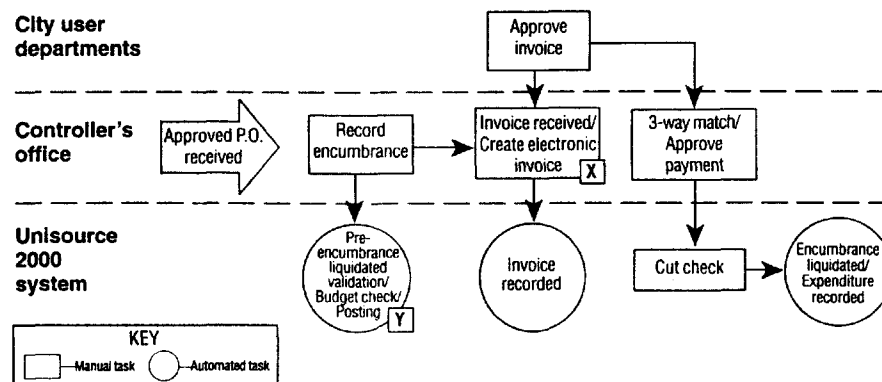 City user
departments
Approve
invoice
Controller's
office
Approved P.O.
received
Record
encumbrance
Invoice received/
Create electronic
invoice
X
3-way match/
Approve
payment
Unisource
2000
system
Pre-
encumbrance
liquidated
validation/
Budget check/
Posting
Y
Invoice
recorded
Cut check
Encumbrance
liquidated/
Expenditure
recorded
KEY
Manual task
Automated task